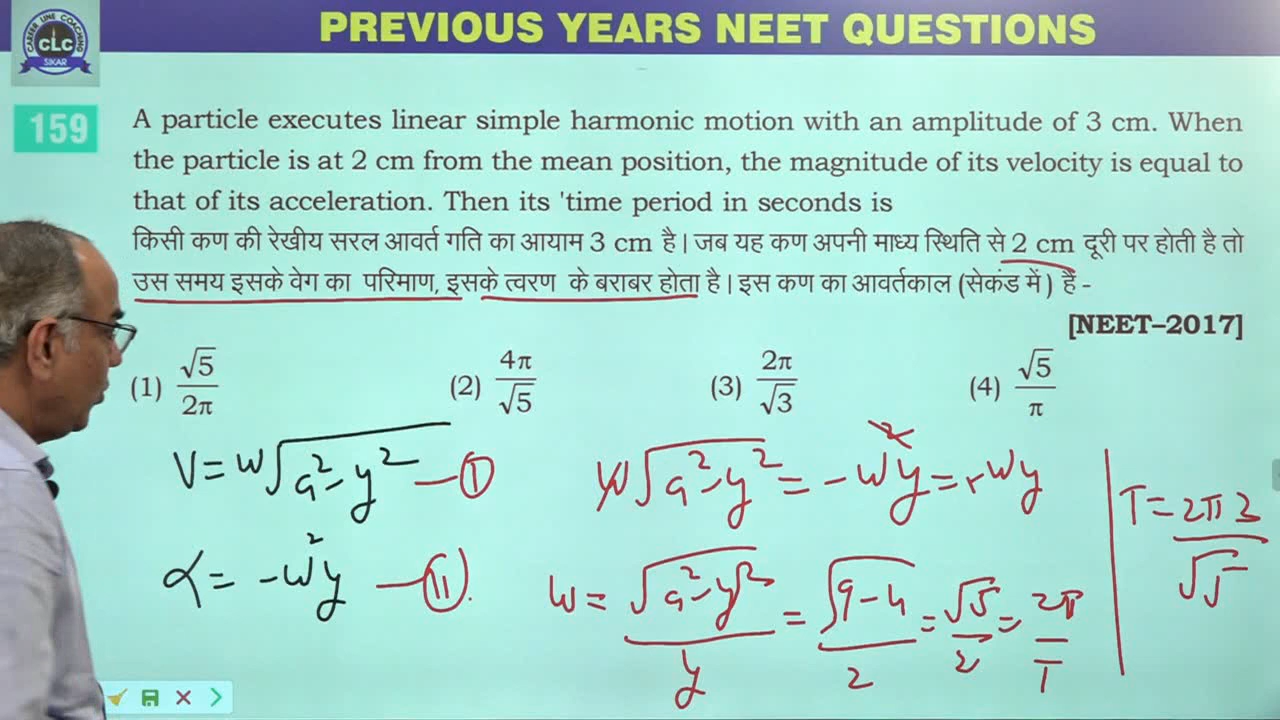 CAREER LINE COACHING
CLC
SIKAR
PREVIOUS YEARS NEET QUESTIONS
159
A particle executes linear simple harmonic motion with an amplitude of 3 cm. When
the particle is at 2 cm from the mean position, the magnitude of its velocity is equal to
that of its acceleration. Then its 'time period in seconds is
किसी कण की रेखीय सरल आवर्त गति का आयाम 3 cm है। जब यह कण अपनी माध्य स्थिति से 2 cm दूरी पर होती है तो
उस समय इसके वेग का परिमाण, इसके त्वरण के बराबर होता है। इस कण का आवर्तकाल (सेकंड में) है -
[NEET–2017]
(1) √5/2π (2) 4π/√5 (3) 2π/√3 (4) √5/π
V = W√a²-y² — I
W√a²-y² = -W²y = rWy
T = 2π2/√5
α = -W²y — II.
W = √a²-y²/y = √9-4/2 = √5/2 = 2π/T